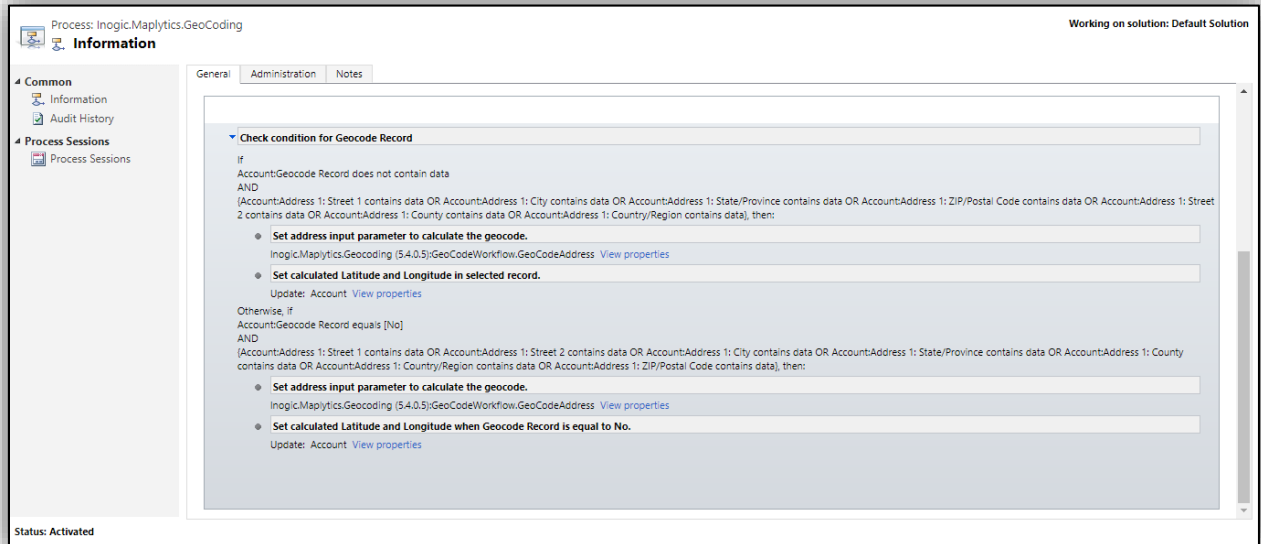 Process: Inogic.Maplytics.GeoCoding
Information
Working on solution: Default Solution
Common
Information
Audit History
Process Sessions
Process Sessions
General Administration Notes
Check condition for Geocode Record
If
Account:Geocode Record does not contain data
AND
{Account:Address 1: Street 1 contains data OR Account:Address 1: City contains data OR Account:Address 1: State/Province contains data OR Account:Address 1: ZIP/Postal Code contains data OR Account:Address 1: Street
2 contains data OR Account:Address 1: County contains data OR Account:Address 1: Country/Region contains data}, then:
Set address input parameter to calculate the geocode.
Inogic.Maplytics.Geocoding (5.4.0.5):GeoCodeWorkflow.GeoCodeAddress View properties
Set calculated Latitude and Longitude in selected record.
Update: Account View properties
Otherwise, if
Account:Geocode Record equals [No]
AND
{Account:Address 1: Street 1 contains data OR Account:Address 1: Street 2 contains data OR Account:Address 1: City contains data OR Account:Address 1: State/Province contains data OR Account:Address 1: County
contains data OR Account:Address 1: Country/Region contains data OR Account:Address 1: ZIP/Postal Code contains data}, then:
Set address input parameter to calculate the geocode.
Inogic.Maplytics.Geocoding (5.4.0.5):GeoCodeWorkflow.GeoCodeAddress View properties
Set calculated Latitude and Longitude when Geocode Record is equal to No.
Update: Account View properties
Status: Activated